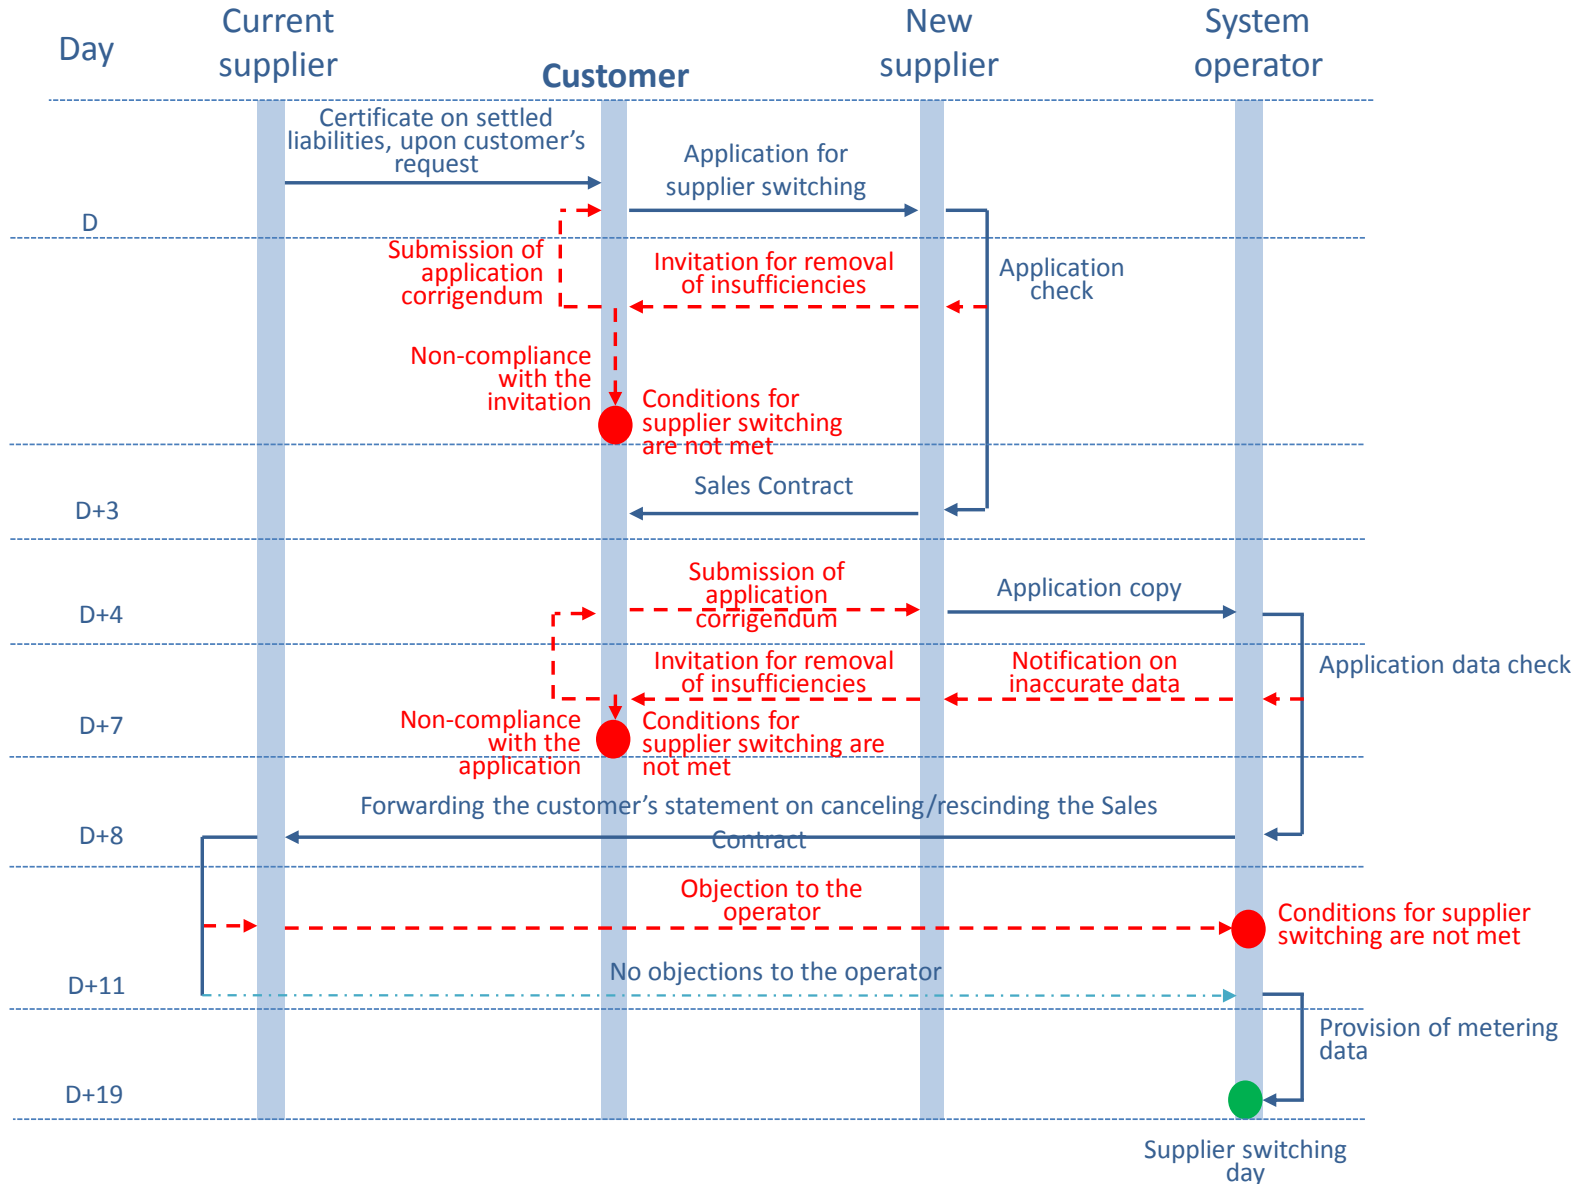 Day
Current
supplier
Customer
New
supplier
System
operator
Certificate on settled
liabilities, upon customer's
request
Application for
supplier switching
D
Submission of
application
corrigendum
Invitation for removal
of insufficiencies
Application
check
Non-compliance
with the
invitation
Conditions for
supplier switching
are not met
Sales Contract
D+3
Submission of
application
corrigendum
Application copy
D+4
Invitation for removal
of insufficiencies
Notification on
inaccurate data
Application data check
D+7
Non-compliance
with the
application
Conditions for
supplier switching are
not met
Forwarding the customer's statement on canceling/rescinding the Sales
Contract
D+8
Objection to the
operator
Conditions for supplier
switching are not met
No objections to the operator
D+11
Provision of metering
data
D+19
Supplier switching
day